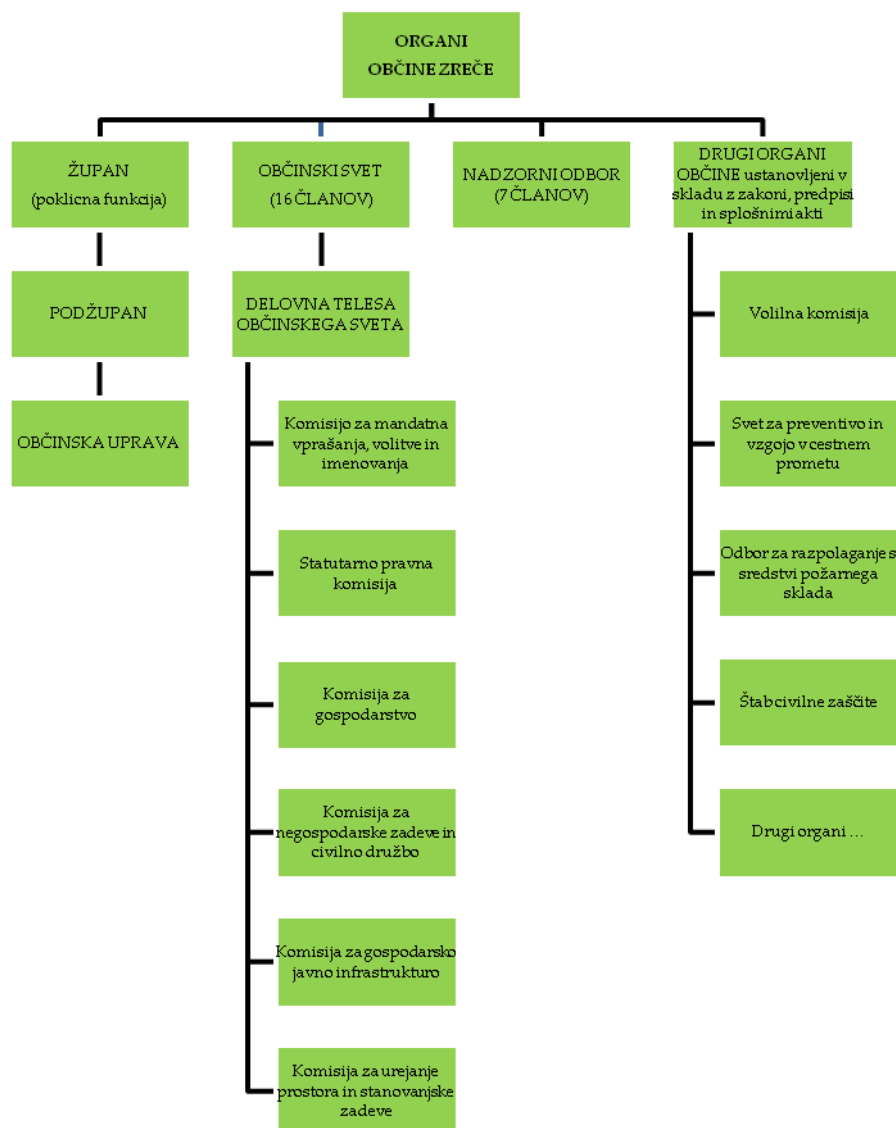 ORGANI
OBČINE ZREČE
ŽUPAN
(poklicna funkcija)
OBČINSKI SVET
(16 ČLANOV)
NADZORNI ODBOR
(7 ČLANOV)
DRUGI ORGANI
OBČINE ustanovljeni v
skladu z zakoni, predpisi
in splošnimi akti
PODŽUPAN
DELOVNA TELESA
OBČINSKEGA SVETA
Volilna komisija
OBČINSKA UPRAVA
Komisijo za mandatna
vprašanja, volitve in
imenovanja
Svet za preventivo in
vzgojo v cestnem
prometu
Statutarno pravna
komisija
Odbor za razpolaganje s
sredstvi požarnega
sklada
Komisija za
gospodarstvo
Štab civilne zaščite
Komisija za
negospodarske zadeve in
civilno družbo
Drugi organi ...
Komisija za gospodarsko
javno infrastrukturo
Komisija za urejanje
prostora in stanovanjske
zadeve